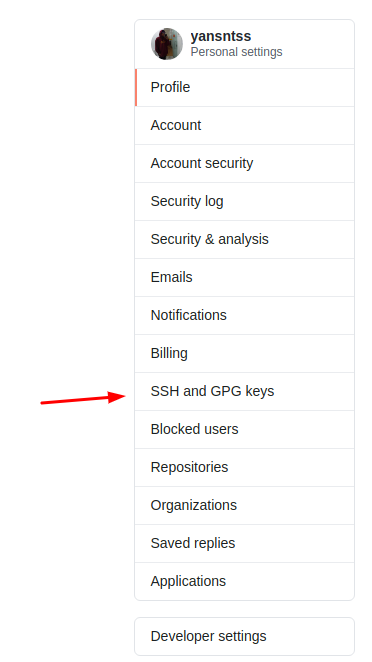 yansntss
Personal settings
Profile
Account
Account security
Security log
Security & analysis
Emails
Notifications
Billing
SSH and GPG keys
Blocked users
Repositories
Organizations
Saved replies
Applications
Developer settings